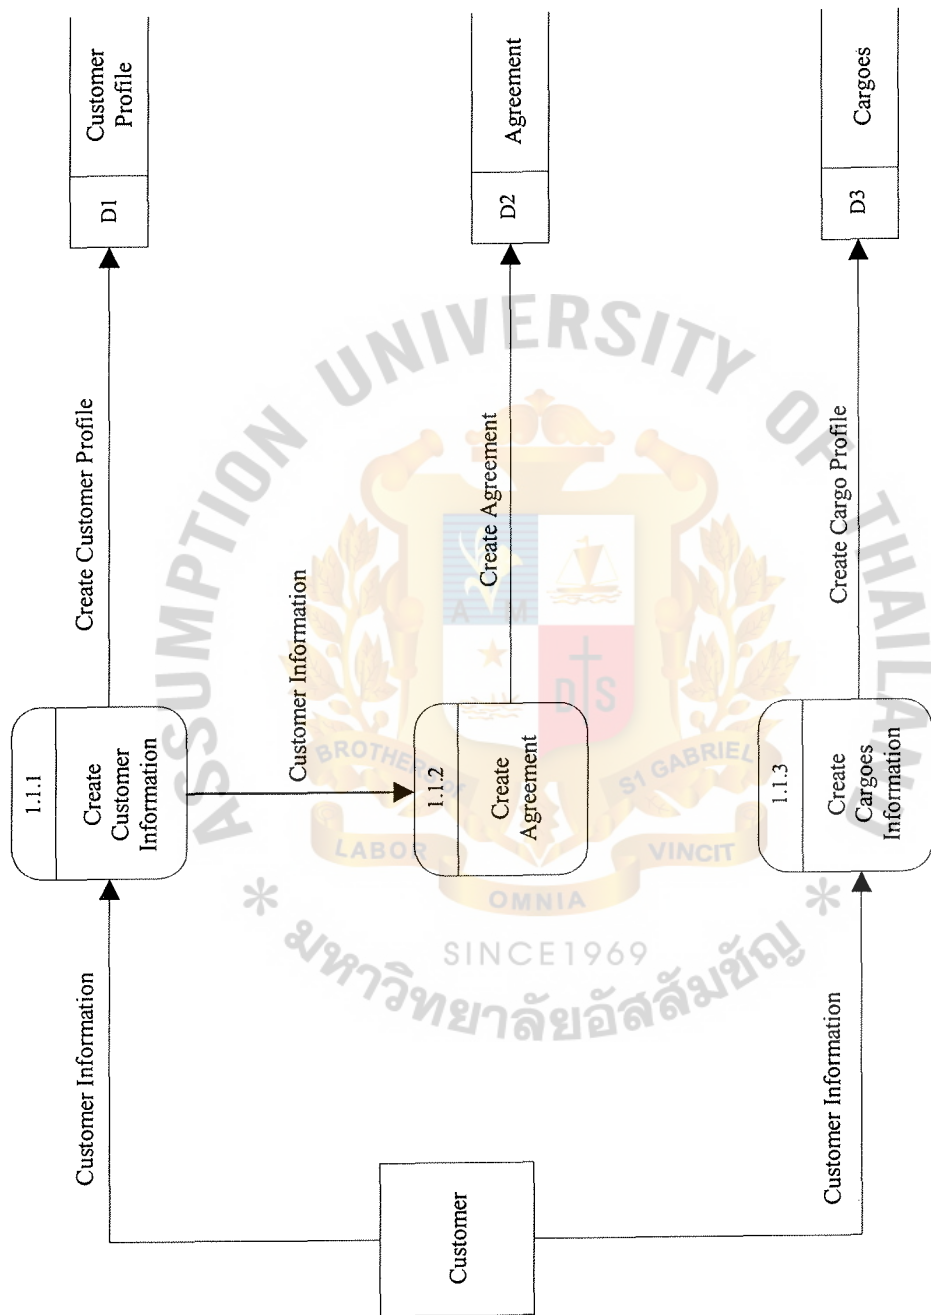 Customer
Customer Information
Customer Information
1.1.1
Create
Customer
Information
Customer Information
1.1.2
Create
Agreement
1.1.3
Create
Cargoes
Information
Create Customer Profile
Create Agreement
Create Cargo Profile
D1
Customer
Profile
D2
Agreement
D3
Cargoes
ASSUMPTION UNIVERSITY OF THAILAND
A M
D S
BROTHERS of
S1 GABRIEL
LABOR
OMNIA
VINCIT
SINCE1969
* มหาวิทยาลัยอัสสัมชัญ *